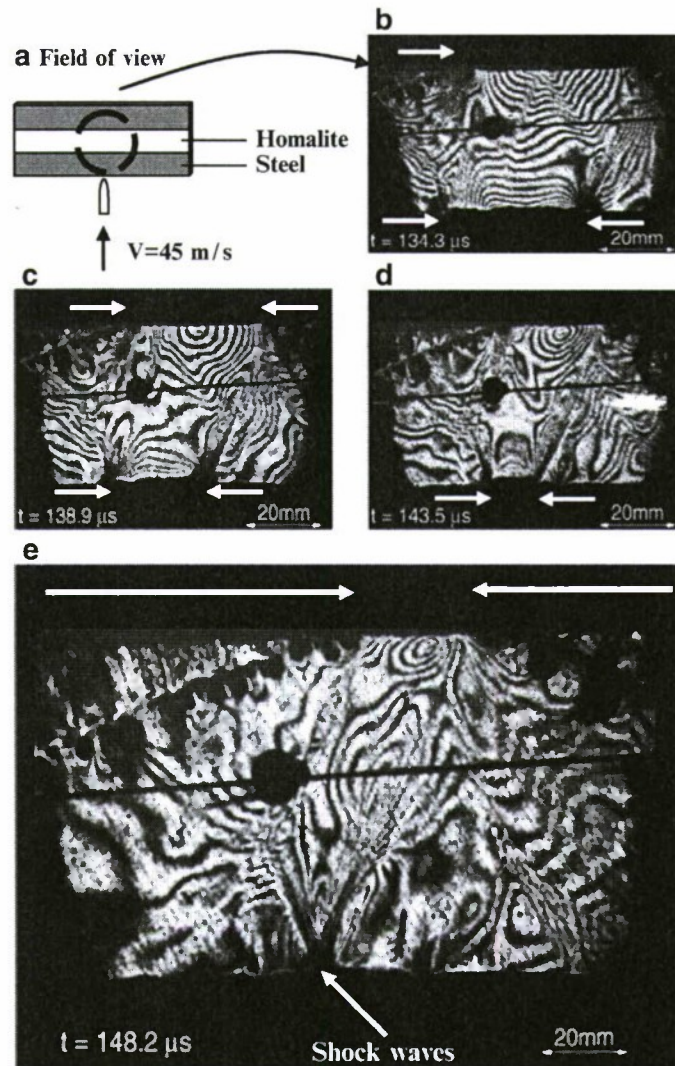 a Field of view
Homalite
Steel
V=45 m/s
b
t = 134.3 µs
20mm
c
t = 138.9 µs
20mm
d
t = 143.5 µs
20mm
e
t = 148.2 µs
Shock waves
20mm